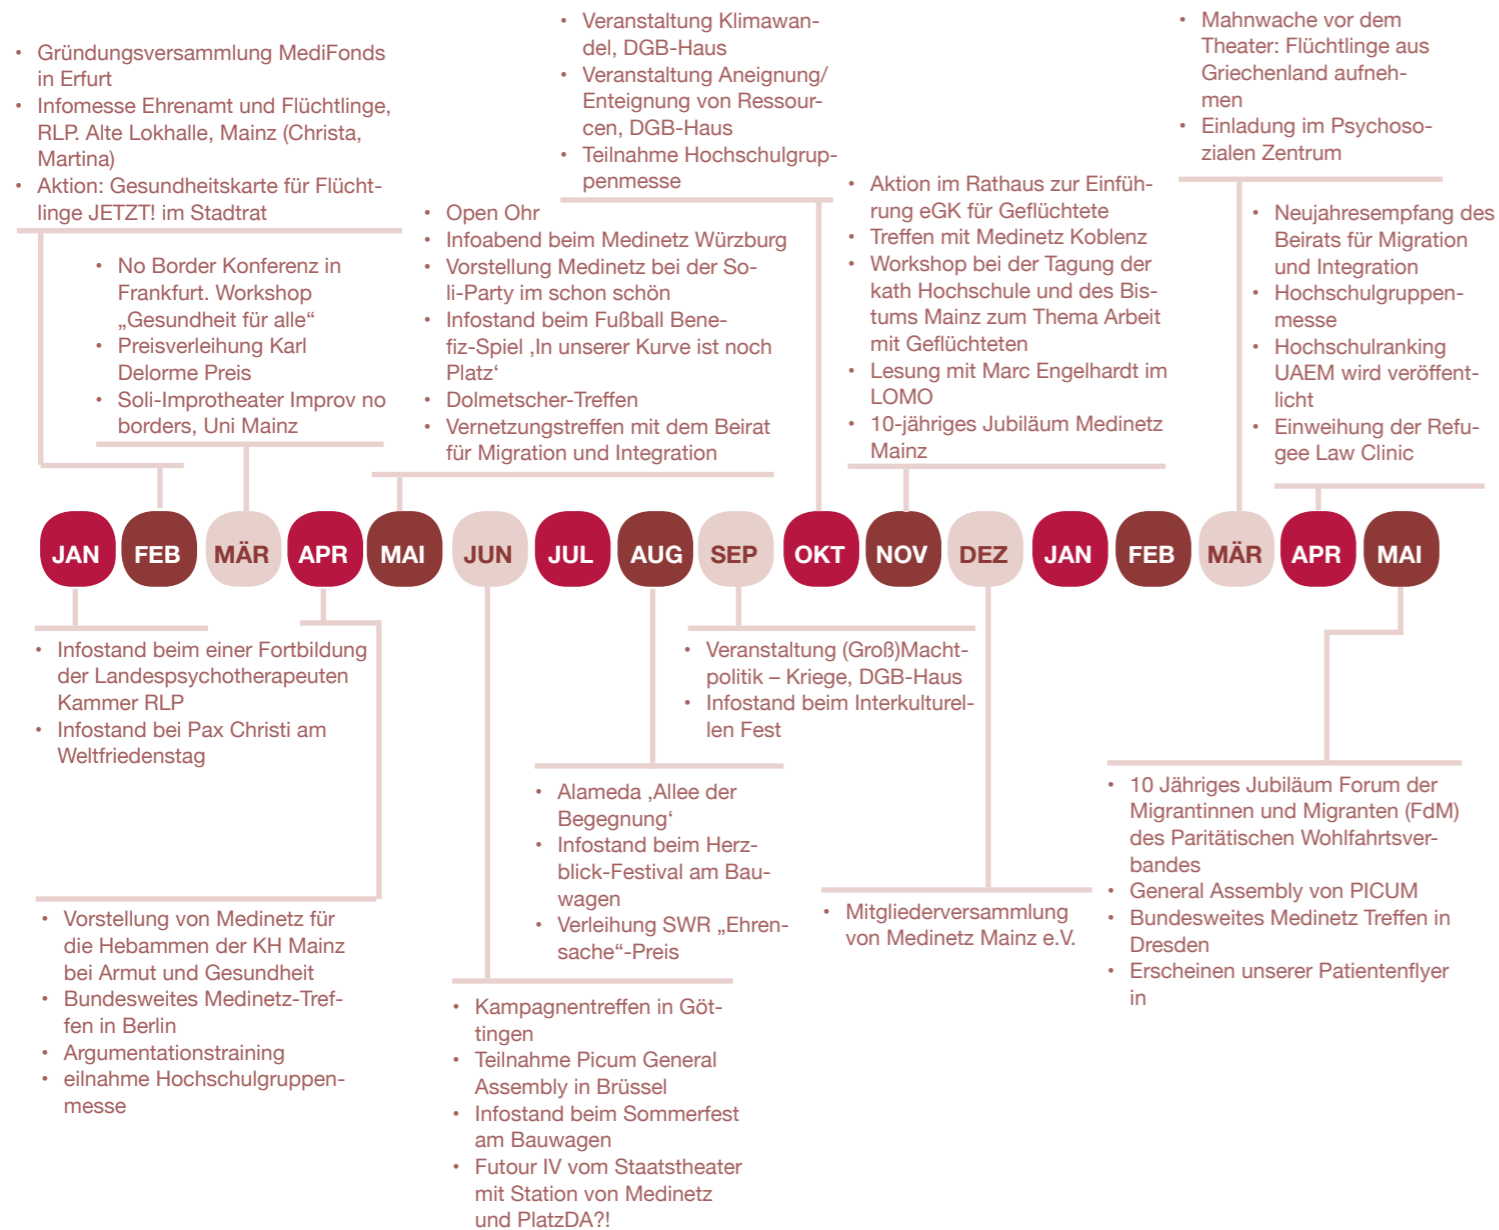 • Gründungsversammlung MediFonds
in Erfurt
• Infomesse Ehrenamt und Flüchtlinge,
RLP. Alte Lokhalle, Mainz (Christa,
Martina)
• Aktion: Gesundheitskarte für Flücht-
linge JETZT! im Stadtrat
• No Border Konferenz in
Frankfurt. Workshop
„Gesundheit für alle“
• Preisverleihung Karl
Delorme Preis
• Soli-Improtheater Improv no
borders, Uni Mainz
• Open Ohr
• Infoabend beim Medinetz Würzburg
• Vorstellung Medinetz bei der So-
li-Party im schon schön
• Infostand beim Fußball Bene-
fiz-Spiel ‚In unserer Kurve ist noch
Platz‘
• Dolmetscher-Treffen
• Vernetzungstreffen mit dem Beirat
für Migration und Integration
• Veranstaltung Klimawan-
del, DGB-Haus
• Veranstaltung Aneignung/
Enteignung von Ressour-
cen, DGB-Haus
• Teilnahme Hochschulgrup-
penmesse
• Aktion im Rathaus zur Einfüh-
rung eGK für Geflüchtete
• Treffen mit Medinetz Koblenz
• Workshop bei der Tagung der
kath Hochschule und des Bis-
tums Mainz zum Thema Arbeit
mit Geflüchteten
• Lesung mit Marc Engelhardt im
LOMO
• 10-jähriges Jubiläum Medinetz
Mainz
• Mahnwache vor dem
Theater: Flüchtlinge aus
Griechenland aufneh-
men
• Einladung im Psychoso-
zialen Zentrum
• Neujahresempfang des
Beirats für Migration
und Integration
• Hochschulgruppen-
messe
• Hochschulranking
UAEM wird veröffent-
licht
• Einweihung der Refu-
gee Law Clinic
JAN FEB MÄR APR MAI JUN JUL AUG SEP OKT NOV DEZ JAN FEB MÄR APR MAI
• Infostand beim einer Fortbildung
der Landespsychotherapeuten
Kammer RLP
• Infostand bei Pax Christi am
Weltfriedenstag
• Vorstellung von Medinetz für
die Hebammen der KH Mainz
bei Armut und Gesundheit
• Bundesweites Medinetz-Tref-
fen in Berlin
• Argumentationstraining
• eilnahme Hochschulgruppen-
messe
• Kampagnentreffen in Göt-
tingen
• Teilnahme Picum General
Assembly in Brüssel
• Infostand beim Sommerfest
am Bauwagen
• Futour IV vom Staatstheater
mit Station von Medinetz
und PlatzDA?!
• Alameda ‚Allee der
Begegnung‘
• Infostand beim Herz-
blick-Festival am Bau-
wagen
• Verleihung SWR „Ehren-
sache“-Preis
• Veranstaltung (Groß)Macht-
politik – Kriege, DGB-Haus
• Infostand beim Interkulturel-
len Fest
• Mitgliederversammlung
von Medinetz Mainz e.V.
• 10 Jähriges Jubiläum Forum der
Migrantinnen und Migranten (FdM)
des Paritätischen Wohlfahrtsver-
bandes
• General Assembly von PICUM
• Bundesweites Medinetz Treffen in
Dresden
• Erscheinen unserer Patientenflyer
in